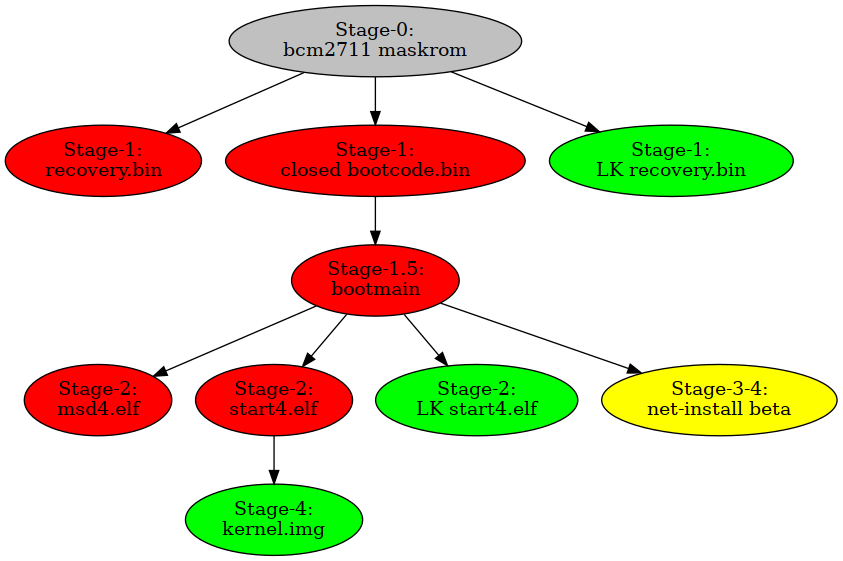 Stage-0:
bcm2711 maskrom
Stage-1:
recovery.bin
Stage-1:
closed bootcode.bin
Stage-1:
LK recovery.bin
Stage-1.5:
bootmain
Stage-2:
msd4.elf
Stage-2:
start4.elf
Stage-2:
LK start4.elf
Stage-3-4:
net-install beta
Stage-4:
kernel.img